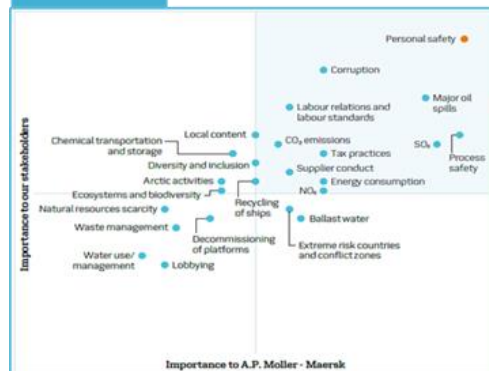 Personal safety
Corruption
Major oil
spills
Labour relations and
labour standards
Local content
CO₂ emissions
SOₓ
Process
safety
Chemical transportation
and storage
Tax practices
Diversity and inclusion
Supplier conduct
Arctic activities
Energy consumption
Ecosystems and biodiversity
NOₓ
Recycling
of ships
Natural resources scarcity
Ballast water
Waste management
Decommissioning
of platforms
Extreme risk countries
and conflict zones
Water use/
management
Lobbying
Importance to our stakeholders
Importance to A.P. Moller - Maersk